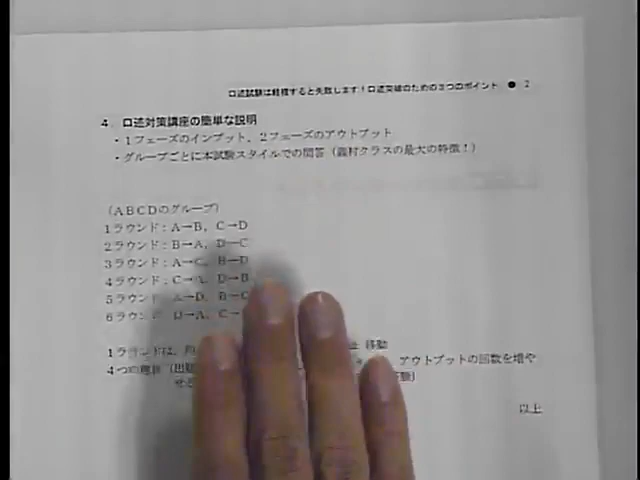 口述試験は軽視すると失敗します！口述突破のための３つのポイント ● 2
４ 口述対策講座の簡単な説明
・１フェーズのインプット、２フェーズのアウトプット
・グループごとに本試験スタイルでの問答（クラスの最大の特徴！）
（ＡＢＣＤのグループ）
１ラウンド：Ａ→Ｂ，Ｃ→Ｄ
２ラウンド：Ｂ→Ａ，Ｄ→Ｃ
３ラウンド：Ａ→Ｃ，Ｂ→Ｄ
４ラウンド：Ｃ→Ａ，Ｄ→Ｂ
５ラウンド：Ａ→Ｄ，Ｂ→Ｃ
６ラウンド：Ｄ→Ａ，Ｃ→
１ラウンドは，約 移動
４つの アウトプットの回数を増や
せる
以上